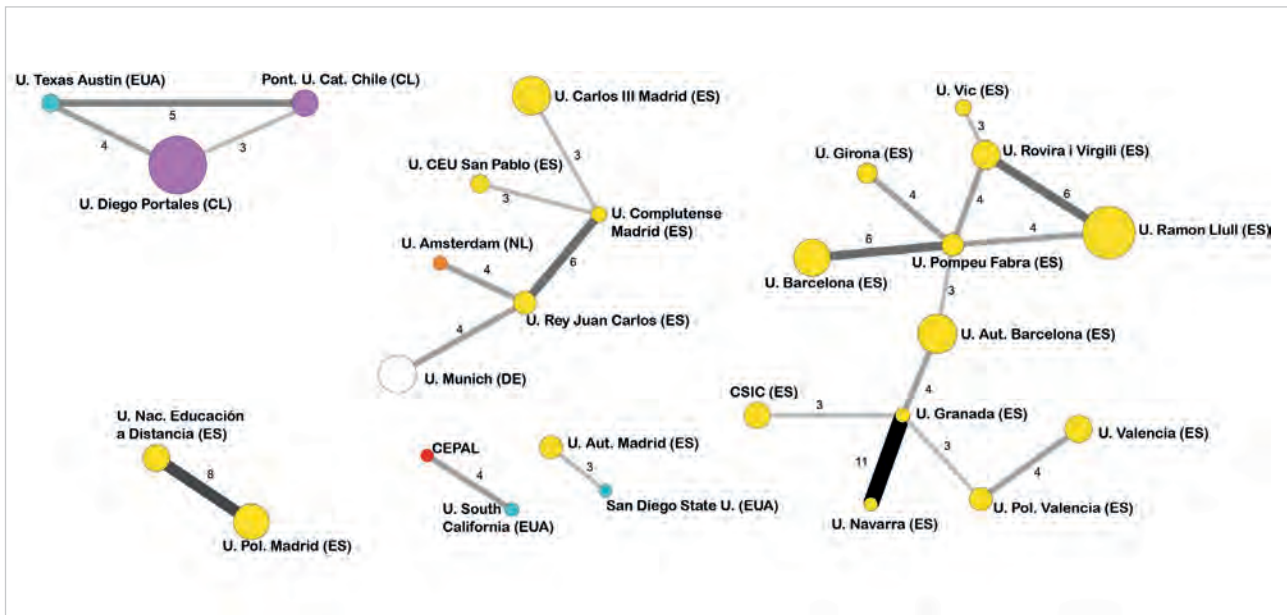 U. Texas Austin (EUA)
Pont. U. Cat. Chile (CL)
5
4
3
U. Diego Portales (CL)
U. Carlos III Madrid (ES)
3
U. CEU San Pablo (ES)
3
U. Complutense
Madrid (ES)
U. Amsterdam (NL)
4
6
U. Rey Juan Carlos (ES)
4
U. Munich (DE)
U. Vic (ES)
3
U. Rovira i Virgili (ES)
U. Girona (ES)
4
4
6
4
U. Ramon Llull (ES)
6
U. Pompeu Fabra (ES)
U. Barcelona (ES)
3
U. Aut. Barcelona (ES)
4
CSIC (ES)
3
U. Granada (ES)
3
U. Valencia (ES)
4
11
U. Navarra (ES)
U. Pol. Valencia (ES)
U. Nac. Educación
a Distancia (ES)
8
U. Pol. Madrid (ES)
CEPAL
4
U. South
California (EUA)
U. Aut. Madrid (ES)
3
San Diego State U. (EUA)